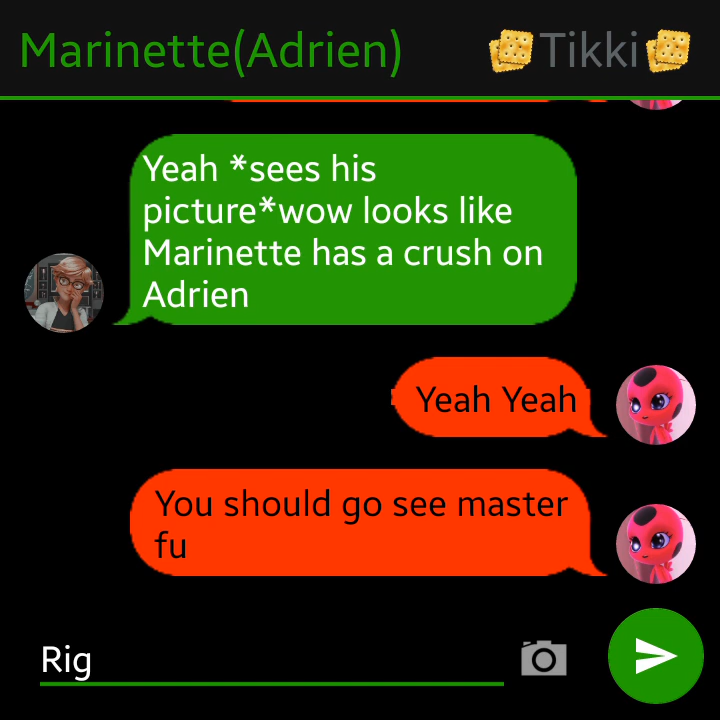 Marinette(Adrien) Tikki
Yeah *sees his
picture*wow looks like
Marinette has a crush on
Adrien
Yeah Yeah
You should go see master
fu
Rig